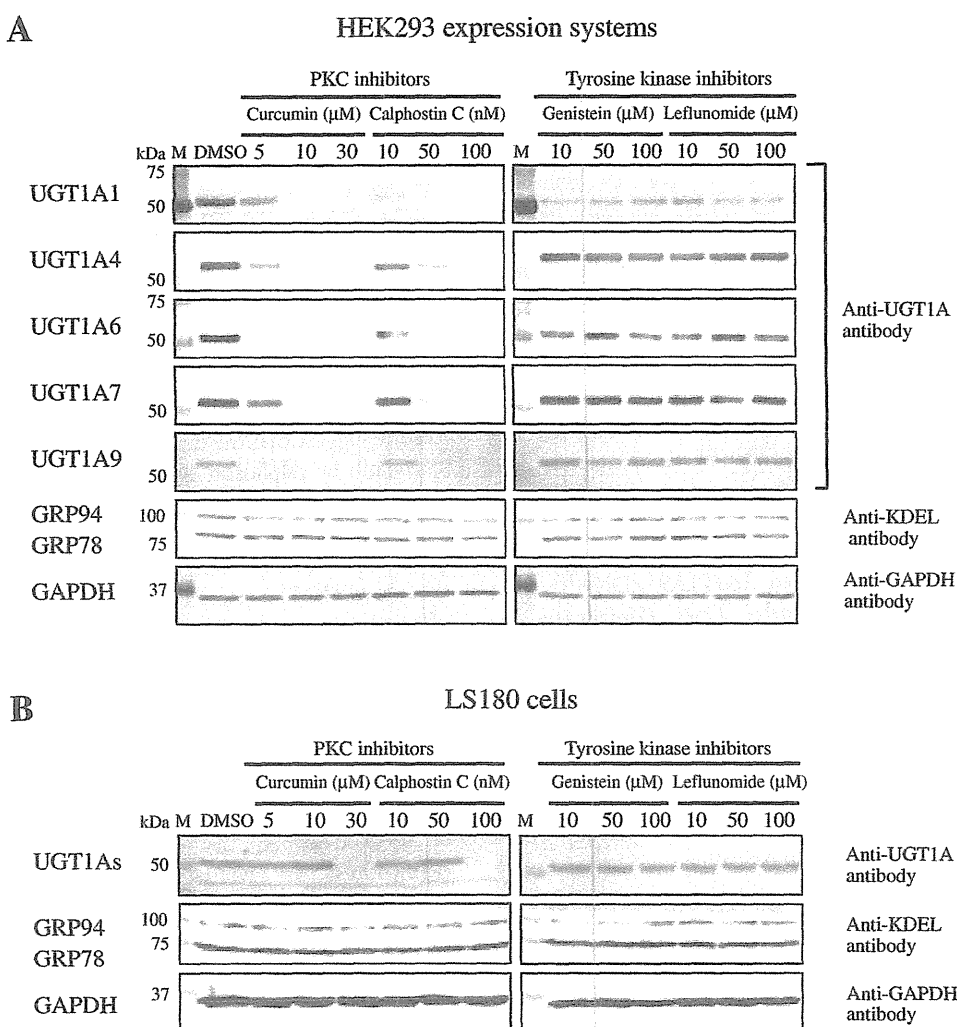 A
HEK293 expression systems
PKC inhibitors Tyrosine kinase inhibitors
Curcumin (μM) Calphostin C (nM) Genistein (μM) Leflunomide (μM)
kDa M DMSO 5 10 30 10 50 100 M 10 50 100 10 50 100
75
UGT1A1 50
UGT1A4
50
75
UGT1A6 50
Anti-UGT1A
antibody
UGT1A7
50
UGT1A9
50
GRP94 100
GRP78 75
Anti-KDEL
antibody
GAPDH 37
Anti-GAPDH
antibody
B
LS180 cells
PKC inhibitors Tyrosine kinase inhibitors
Curcumin (μM) Calphostin C (nM) Genistein (μM) Leflunomide (μM)
kDa M DMSO 5 10 30 10 50 100 M 10 50 100 10 50 100
UGT1As 50
Anti-UGT1A
antibody
GRP94 100
GRP78 75
Anti-KDEL
antibody
GAPDH 37
Anti-GAPDH
antibody